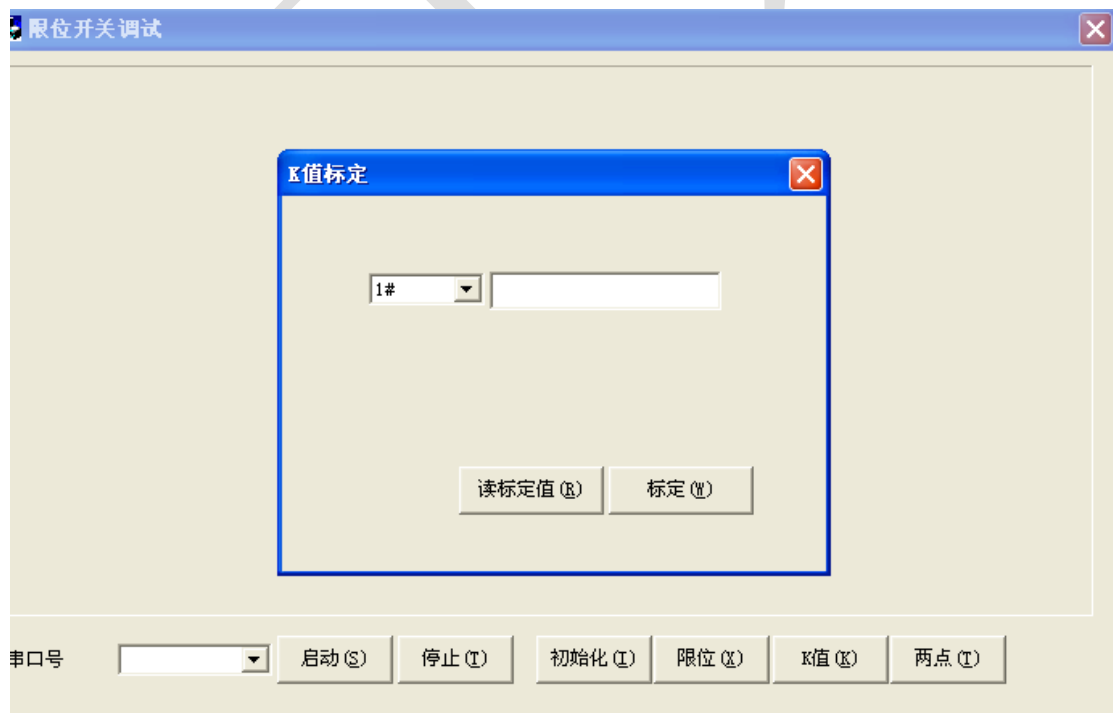 限位开关调试
K值标定
1#
读标定值(R) 标定(W)
串口号 启动(S) 停止(T) 初始化(I) 限位(X) K值(K) 两点(T)